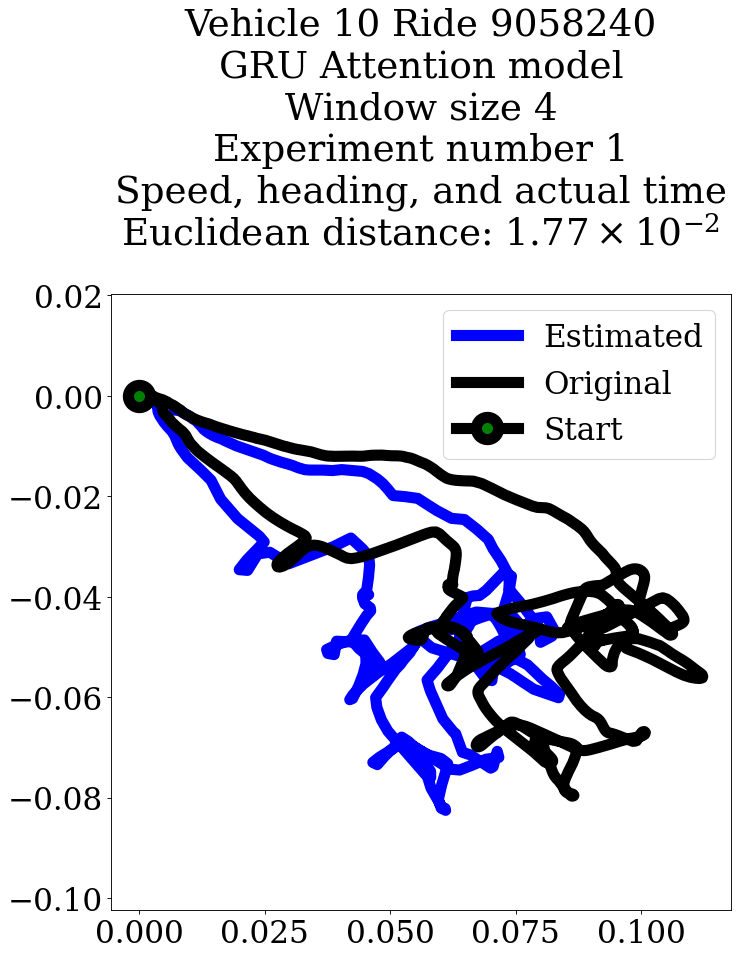 Vehicle 10 Ride 9058240
GRU Attention model
Window size 4
Experiment number 1
Speed, heading, and actual time
Euclidean distance: 1.77 × 10⁻²
Estimated
Original
Start
0.02
0.00
−0.02
−0.04
−0.06
−0.08
−0.10
0.000 0.025 0.050 0.075 0.100